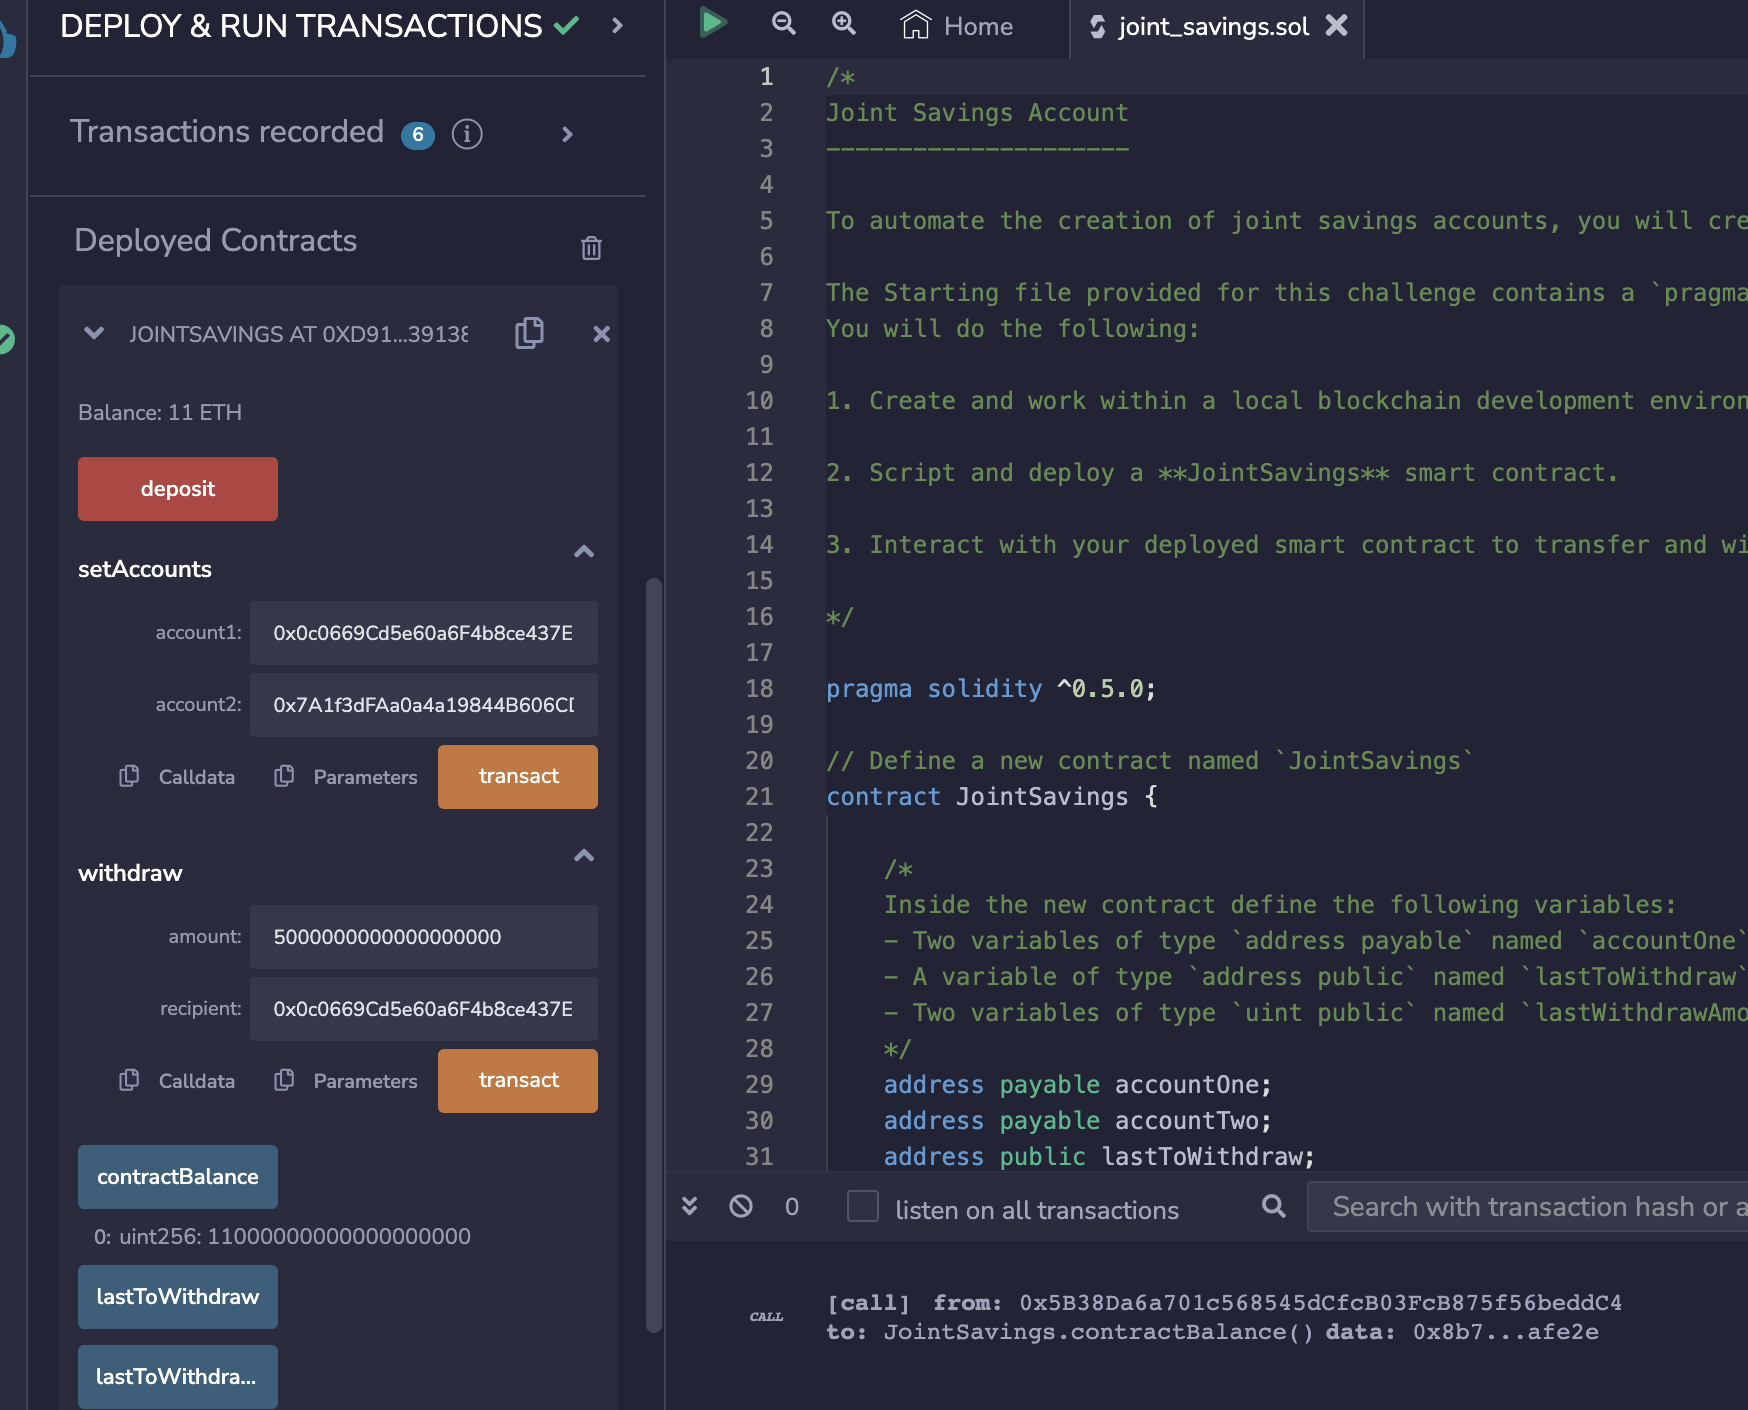 DEPLOY & RUN TRANSACTIONS
Transactions recorded 6
Deployed Contracts
JOINTSAVINGS AT 0XD91...39138
Balance: 11 ETH
deposit
setAccounts
account1: 0x0c0669Cd5e60a6F4b8ce437E
account2: 0x7A1f3dFAa0a4a19844B606CD
Calldata Parameters transact
withdraw
amount: 5000000000000000000
recipient: 0x0c0669Cd5e60a6F4b8ce437E
Calldata Parameters transact
contractBalance
0: uint256: 11000000000000000000
lastToWithdraw
lastToWithdra...
Home joint_savings.sol
1 /*
2 Joint Savings Account
3 ---------------------
4
5 To automate the creation of joint savings accounts, you will cre
6
7 The Starting file provided for this challenge contains a `pragma
8 You will do the following:
9
10 1. Create and work within a local blockchain development environ
11
12 2. Script and deploy a **JointSavings** smart contract.
13
14 3. Interact with your deployed smart contract to transfer and wi
15
16 */
17
18 pragma solidity ^0.5.0;
19
20 // Define a new contract named `JointSavings`
21 contract JointSavings {
22
23 /*
24 Inside the new contract define the following variables:
25 - Two variables of type `address payable` named `accountOne`
26 - A variable of type `address public` named `lastToWithdraw`
27 - Two variables of type `uint public` named `lastWithdrawAmo
28 */
29 address payable accountOne;
30 address payable accountTwo;
31 address public lastToWithdraw;
0 listen on all transactions Search with transaction hash or a
CALL [call] from: 0x5B38Da6a701c568545dCfcB03FcB875f56beddC4
to: JointSavings.contractBalance() data: 0x8b7...afe2e